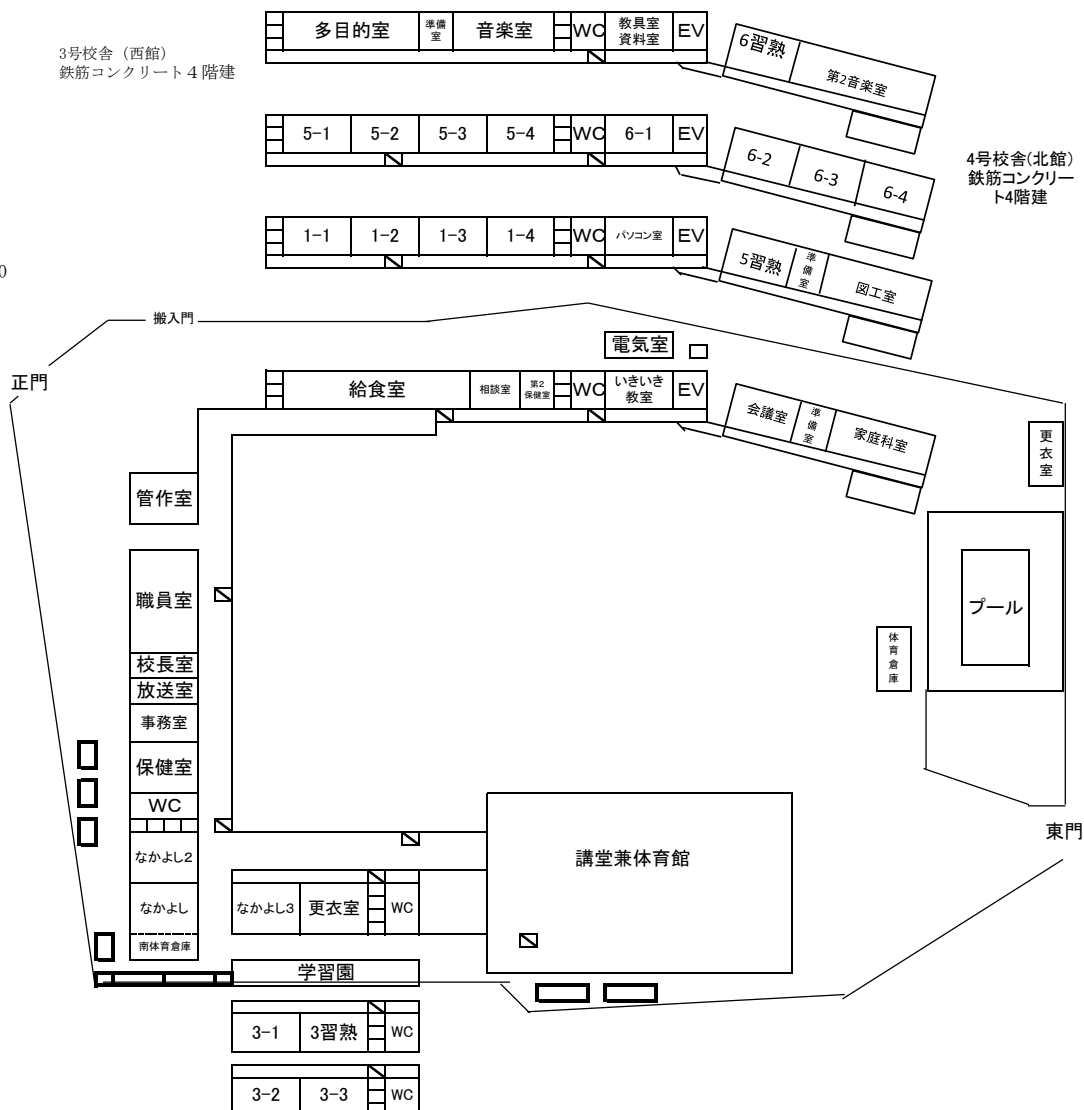 多目的室 準備室 音楽室 WC 教具室資料室 EV
6習熟 第2音楽室
3号校舎（西館）
鉄筋コンクリート４階建
5-1 5-2 5-3 5-4 WC 6-1 EV
6-2 6-3 6-4
4号校舎(北館)
鉄筋コンクリー
ト4階建
1-1 1-2 1-3 1-4 WC パソコン室 EV
5習熟 準備室 図工室
0
搬入門
電気室
正門
給食室 相談室 第2保健室 WC いきいき教室 EV
会議室 準備室 家庭科室
更衣室
管作室
職員室
プール
体育倉庫
校長室
放送室
事務室
保健室
WC
東門
なかよし2
講堂兼体育館
なかよし
なかよし3 更衣室 WC
南体育倉庫
学習園
3-1 3習熟 WC
3-2 3-3 WC